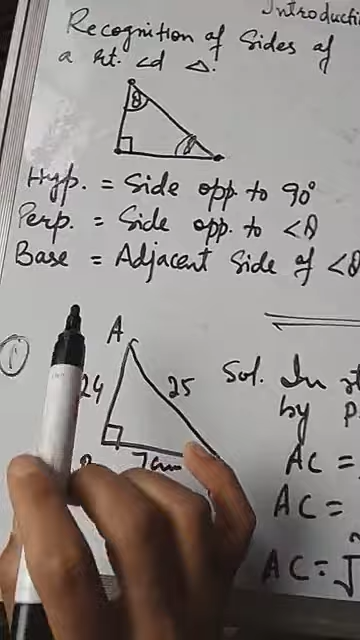 Introducti
Recognition of Sides of
a rt. ∠d Δ.
θ
θ
Hyp. = Side opp. to 90°
Perp. = Side opp. to ∠θ
Base = Adjacent Side of ∠θ
①
A
24
25
7cm
Sol. In
by P
AC =
AC =
AC = √